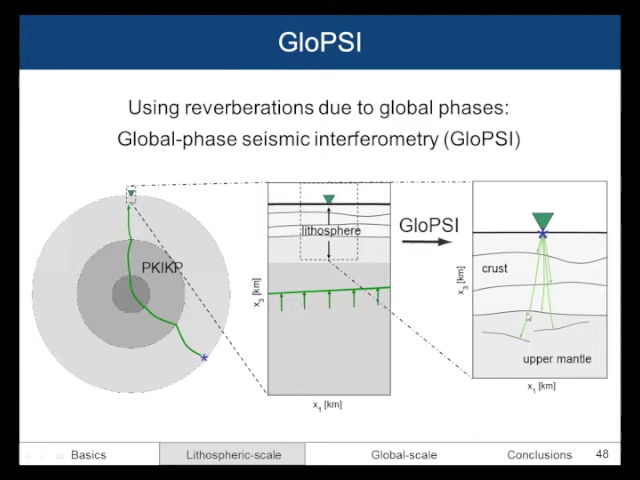 GloPSI
Using reverberations due to global phases:
Global-phase seismic interferometry (GloPSI)
PKIKP
lithosphere
x3 [km]
x1 [km]
GloPSI
crust
upper mantle
x3 [km]
x1 [km]
Basics
Lithospheric-scale
Global-scale
Conclusions
48